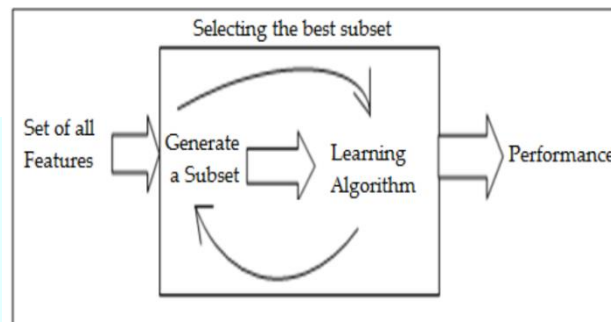 Selecting the best subset
Set of all
Features
Generate
a Subset
Learning
Algorithm
Performance